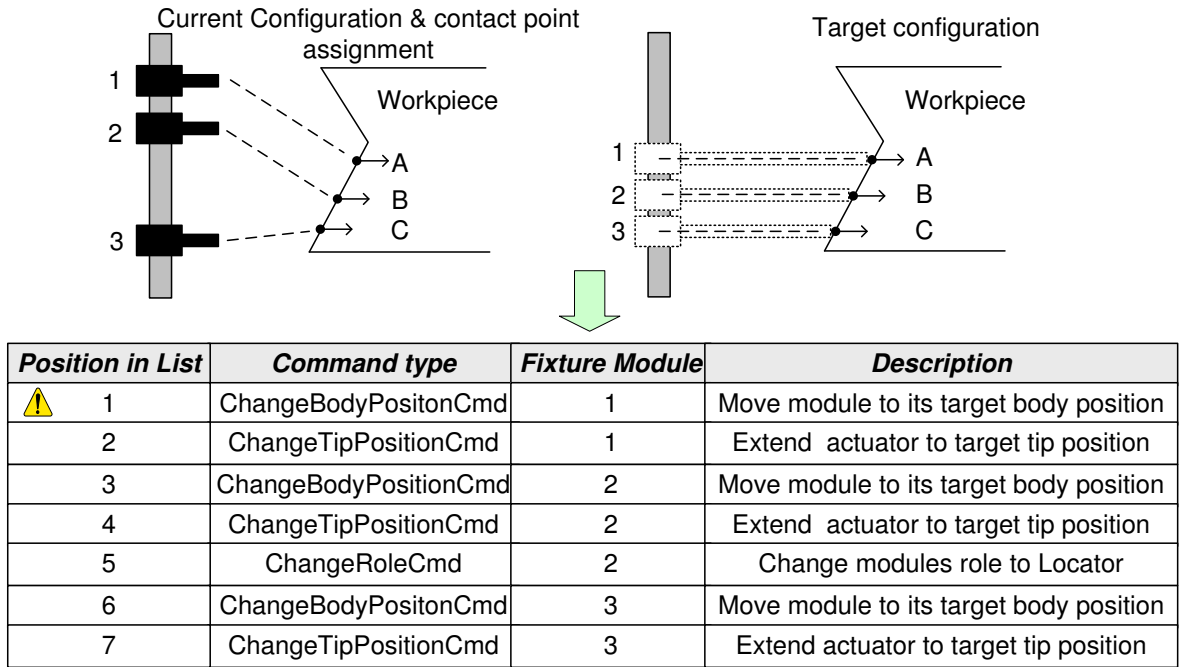 Current Configuration & contact point
assignment
1
2
3
Workpiece
A
B
C
Target configuration
1
2
3
Workpiece
A
B
C
Position in List Command type Fixture Module Description
1 ChangeBodyPositonCmd 1 Move module to its target body position
2 ChangeTipPositionCmd 1 Extend actuator to target tip position
3 ChangeBodyPositionCmd 2 Move module to its target body position
4 ChangeTipPositionCmd 2 Extend actuator to target tip position
5 ChangeRoleCmd 2 Change modules role to Locator
6 ChangeBodyPositonCmd 3 Move module to its target body position
7 ChangeTipPositionCmd 3 Extend actuator to target tip position